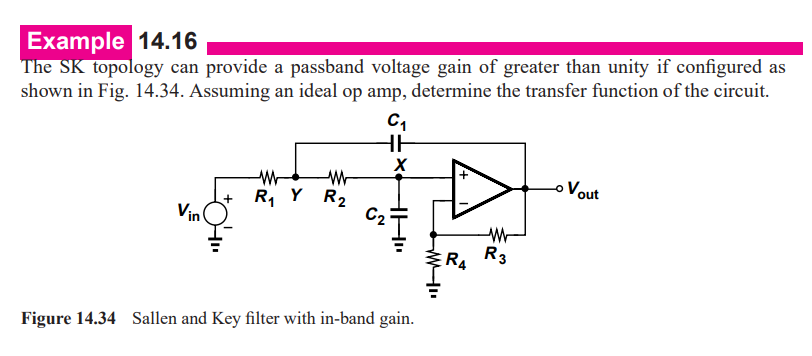 Example 14.16
The SK topology can provide a passband voltage gain of greater than unity if configured as
shown in Fig. 14.34. Assuming an ideal op amp, determine the transfer function of the circuit.
C1
X
+
R1 Y R2
Vout
+
Vin
C2
−
−
R4
R3
Figure 14.34 Sallen and Key filter with in-band gain.